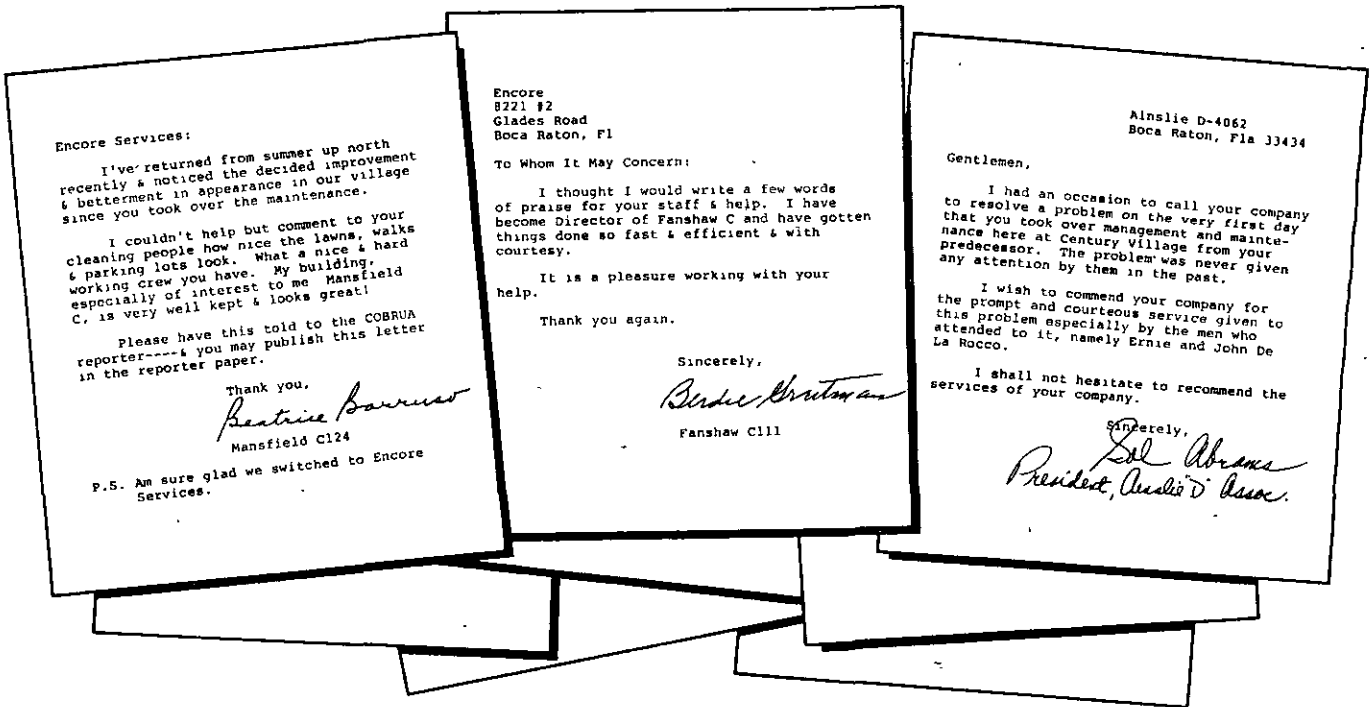 Encore Services:
I've returned from summer up north
recently & noticed the decided improvement
& betterment in appearance in our village
since you took over the maintenance.
I couldn't help but comment to your
cleaning people how nice the lawns, walks
& parking lots look. What a nice & hard
working crew you have. My building,
especially of interest to me Mansfield
C, is very well kept & looks great!
Please have this told to the COBRUA
reporter----& you may publish this letter
in the reporter paper.
Thank you,
Beatrice Barruso
Mansfield C124
P.S. Am sure glad we switched to Encore
Services.
Encore
8221 #2
Glades Road
Boca Raton, Fl
To Whom It May Concern:
I thought I would write a few words
of praise for your staff & help. I have
become Director of Fanshaw C and have gotten
things done so fast & efficient & with
courtesy.
It is a pleasure working with your
help.
Thank you again.
Sincerely,
Berdie Grutman
Fanshaw C111
Ainslie D-4062
Boca Raton, Fla 33434
Gentlemen,
I had an occasion to call your company
to resolve a problem on the very first day
that you took over management and mainte-
nance here at Century Village from your
predecessor. The problem was never given
any attention by them in the past.
I wish to commend your company for
the prompt and courteous service given to
this problem especially by the men who
attended to it, namely Ernie and John De
La Rocco.
I shall not hesitate to recommend the
services of your company.
Sincerely,
Sol Abrams
President, Ainslie "D" Assoc.